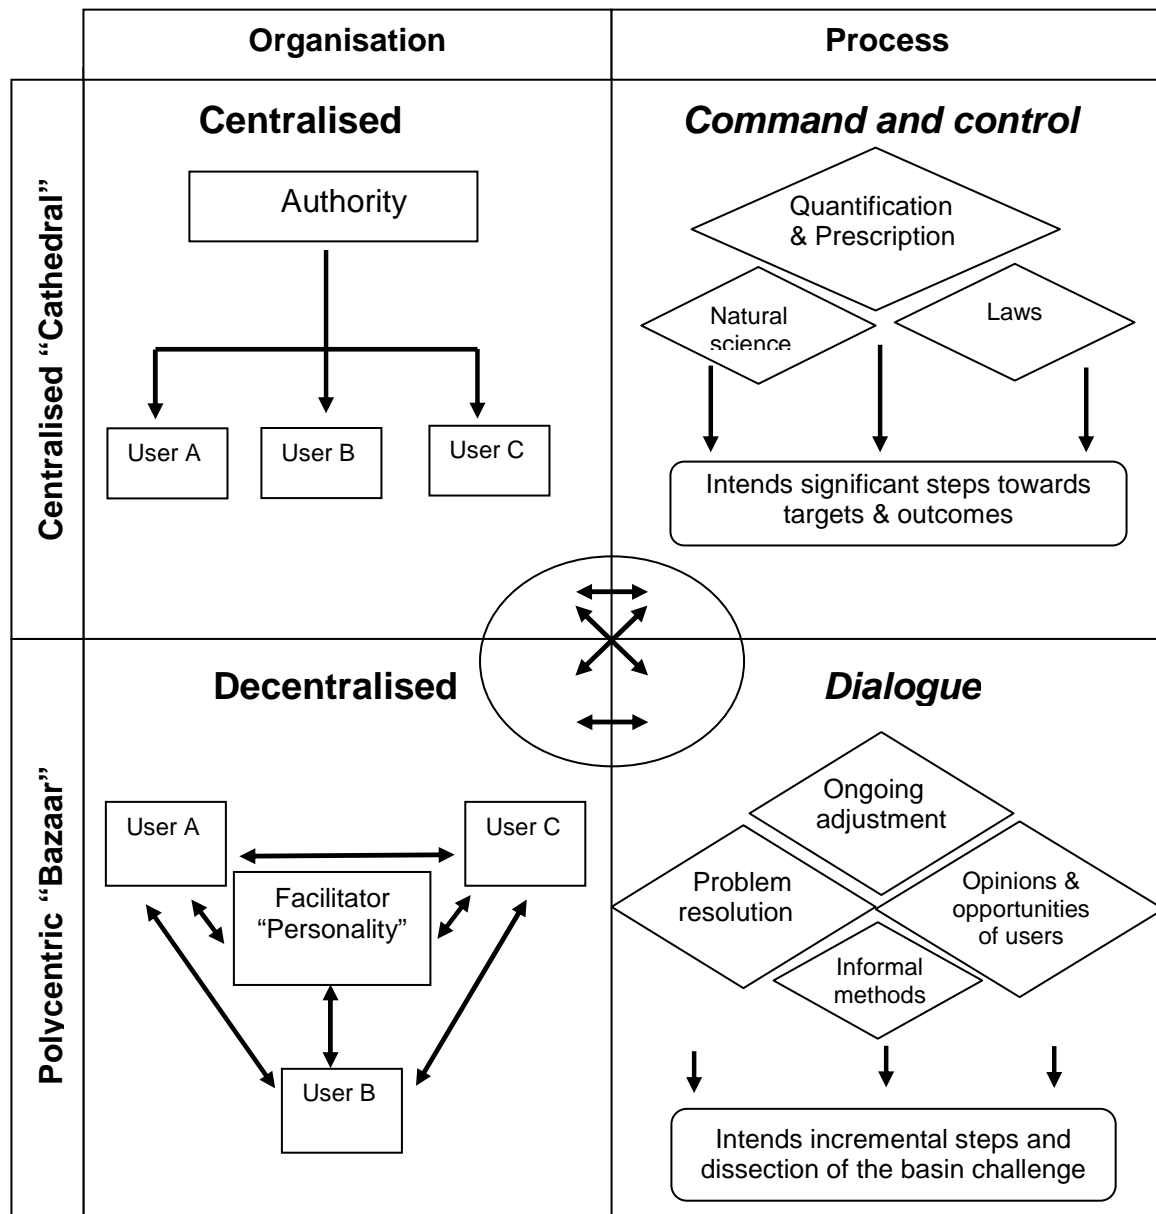 Organisation
Process
Centralised “Cathedral”
Centralised
Authority
User A
User B
User C
Command and control
Quantification
& Prescription
Natural
science
Laws
Intends significant steps towards
targets & outcomes
Polycentric “Bazaar”
Decentralised
User A
User C
Facilitator
“Personality”
User B
Dialogue
Ongoing
adjustment
Problem
resolution
Opinions &
opportunities
of users
Informal
methods
Intends incremental steps and
dissection of the basin challenge